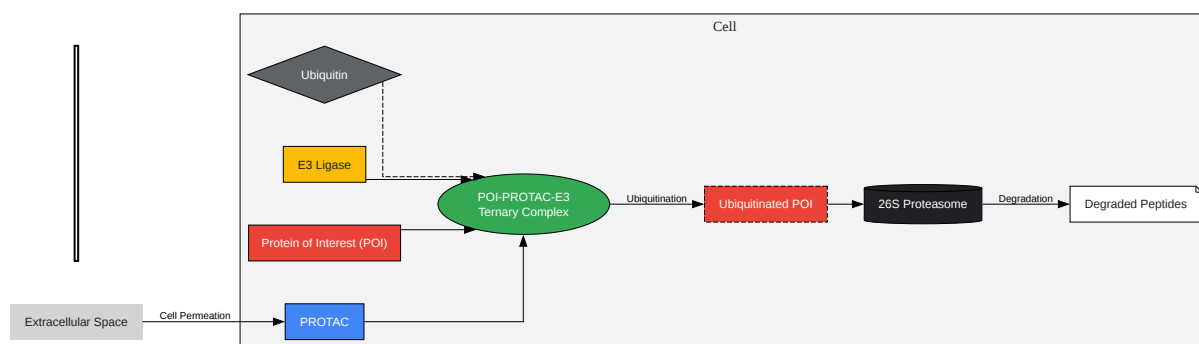 Cell
Ubiquitin
E3 Ligase
POI-PROTAC-E3
Ternary Complex
Ubiquitination
Ubiquitinated POI
26S Proteasome
Degradation
Degraded Peptides
Protein of Interest (POI)
Extracellular Space
Cell Permeation
PROTAC